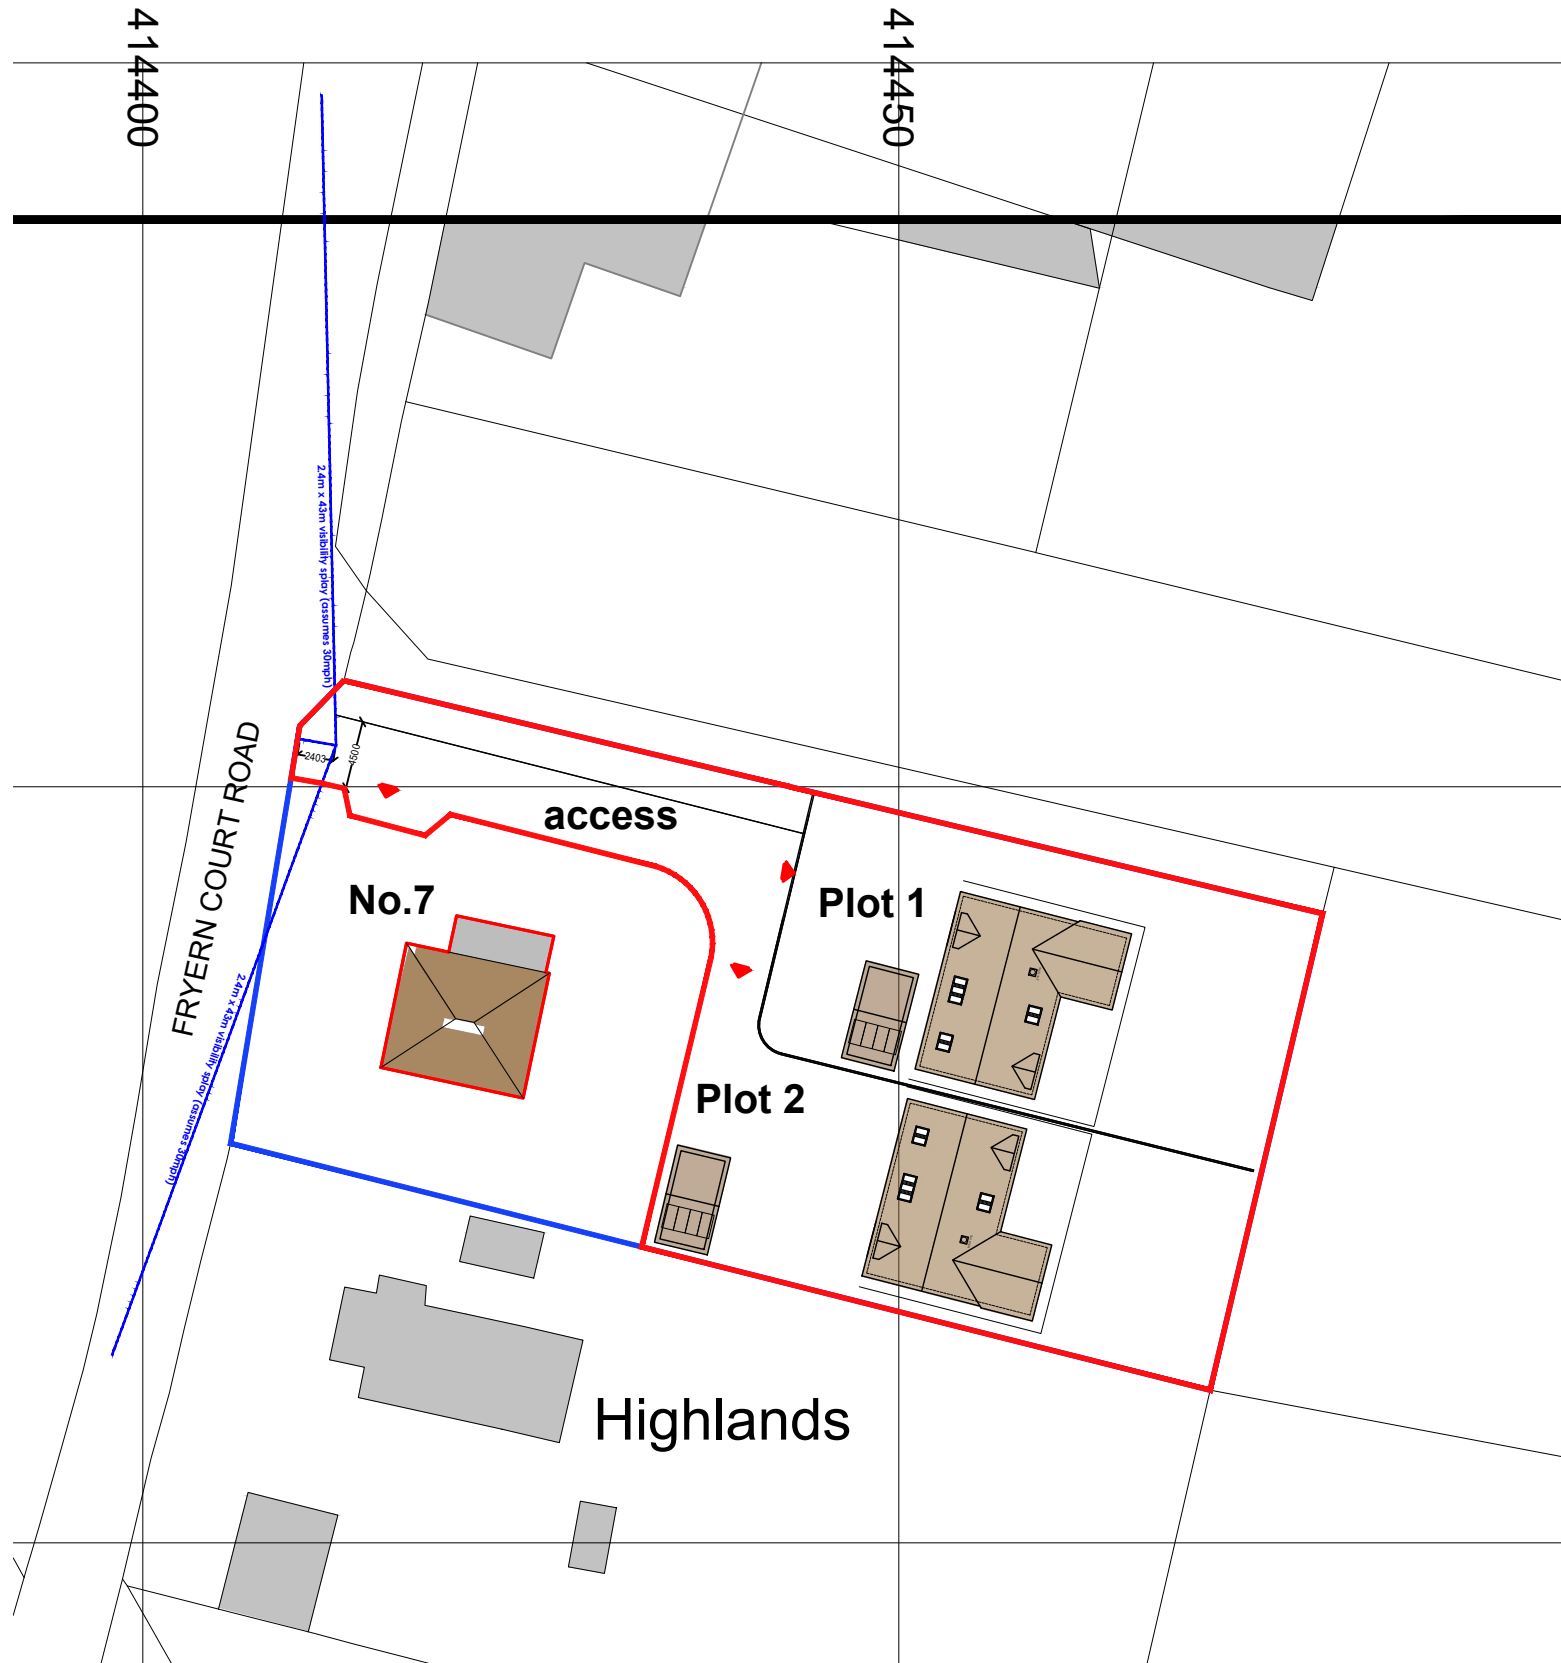 414400
414450
2.4m x 43m visibility splay (assumes 30mph)
FRYERN COURT ROAD
2403
4500
access
No.7
Plot 1
2.4m x 43m visibility splay (assumes 30mph)
Plot 2
Highlands